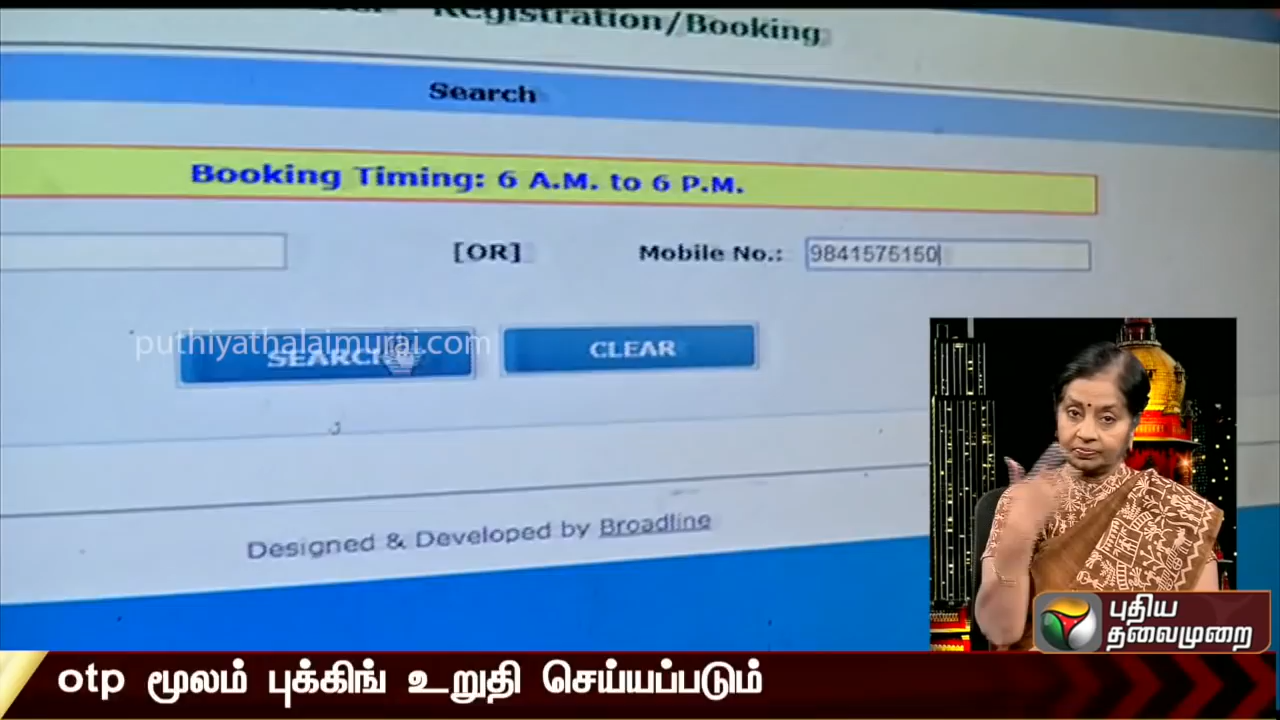 Registration/Booking
Search
Booking Timing: 6 A.M. to 6 P.M.
[OR] Mobile No.: 9841575150
puthiyathalaimurai.com
SEARCH CLEAR
Designed & Developed by Broadline
புதிய
தலைமுறை
otp மூலம் புக்கிங் உறுதி செய்யப்படும்